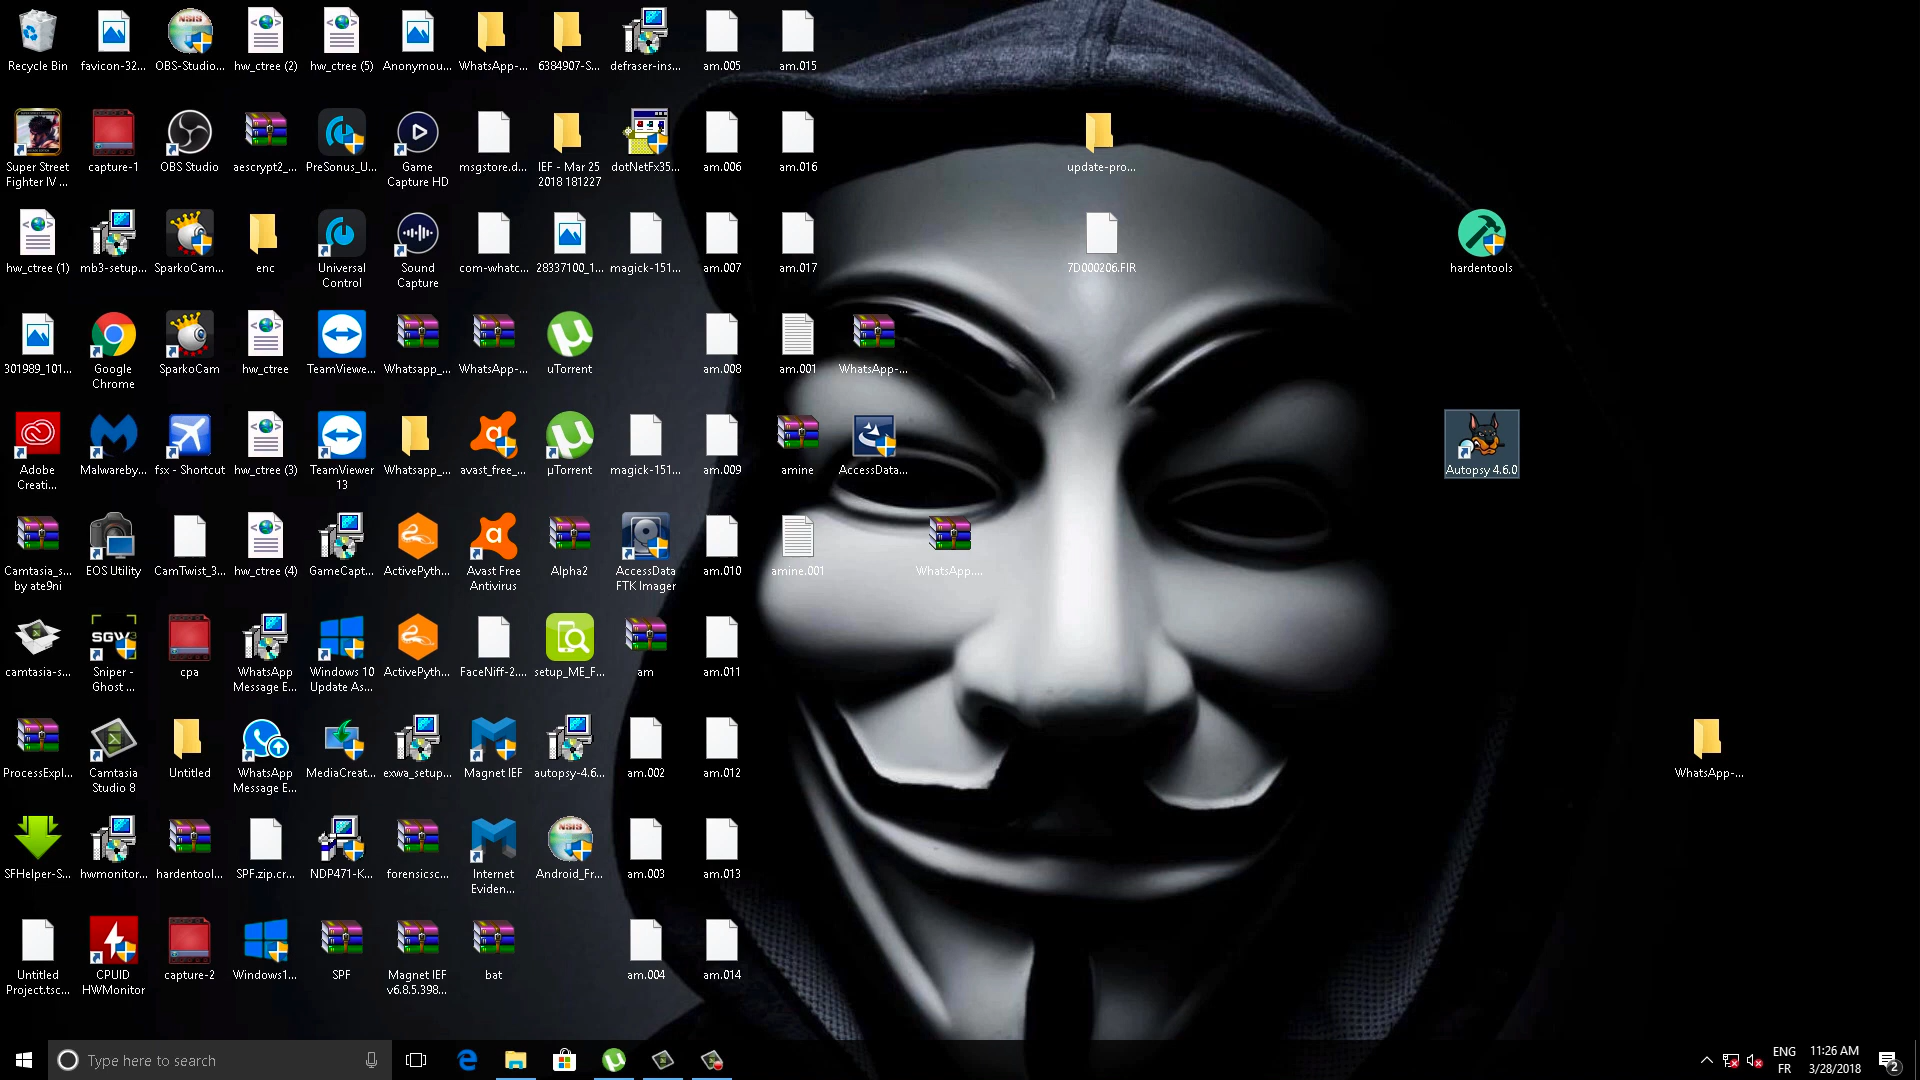 Recycle Bin
favicon-32...
OBS-Studio...
hw_ctree (2)
hw_ctree (5)
Anonymou...
WhatsApp-...
6384907-S...
defraser-ins...
am.005
am.015
Super Street
Fighter IV ...
capture-1
OBS Studio
aescrypt2_...
PreSonus_U...
Game
Capture HD
msgstore.d...
IEF - Mar 25
2018 181227
dotNetFx35...
am.006
am.016
update-pro...
hw_ctree (1)
mb3-setup...
SparkoCam...
enc
Universal
Control
Sound
Capture
com-whatc...
28337100_1...
magick-151...
am.007
am.017
7D000206.FIR
hardentools
301989_101...
Google
Chrome
SparkoCam
hw_ctree
TeamViewe...
Whatsapp_...
WhatsApp-...
uTorrent
am.008
am.001
WhatsApp-...
Adobe
Creati...
Malwareby...
fsx - Shortcut
hw_ctree (3)
TeamViewer
13
Whatsapp_...
avast_free_...
µTorrent
magick-151...
am.009
amine
AccessData...
Autopsy 4.6.0
Camtasia_s...
by ate9ni
EOS Utility
CamTwist_3...
hw_ctree (4)
GameCapt...
ActivePyth...
Avast Free
Antivirus
Alpha2
AccessData
FTK Imager
am.010
amine.001
WhatsApp....
camtasia-s...
SGW3
Sniper -
Ghost ...
cpa
WhatsApp
Message E...
Windows 10
Update As...
ActivePyth...
FaceNiff-2....
setup_ME_F...
am
am.011
ProcessExpl...
Camtasia
Studio 8
Untitled
WhatsApp
Message E...
MediaCreat...
exwa_setup...
Magnet IEF
autopsy-4.6...
am.002
am.012
WhatsApp-...
SFHelper-S...
hwmonitor...
hardentool...
SPF.zip.cr...
NDP471-K...
forensicsc...
Internet
Eviden...
Android_Fr...
am.003
am.013
Untitled
Project.tsc...
CPUID
HWMonitor
capture-2
Windows1...
SPF
Magnet IEF
v6.8.5.398...
bat
am.004
am.014
Type here to search
ENG
FR
11:26 AM
3/28/2018
2